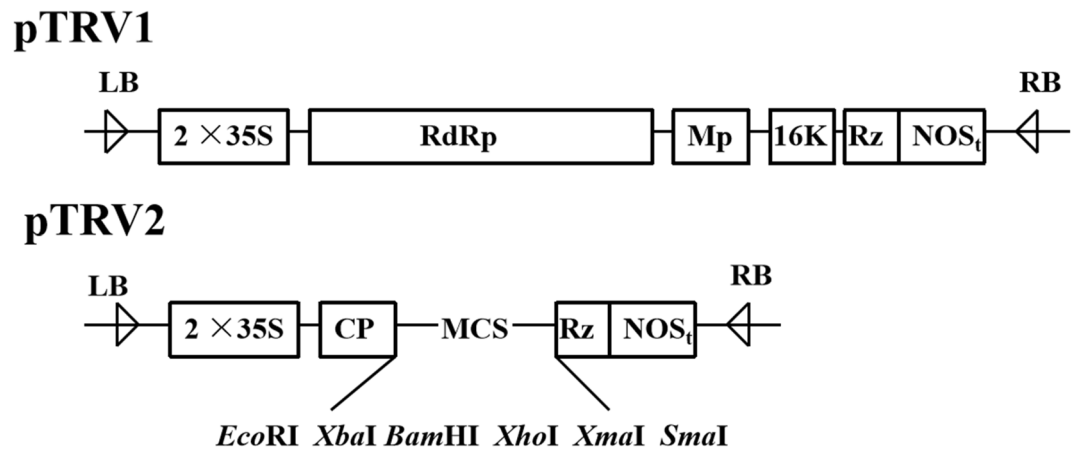 pTRV1
LB RB
2 ×35S RdRp Mp 16K Rz NOSt
pTRV2
LB RB
2 ×35S CP MCS Rz NOSt
EcoRI XbaI BamHI XhoI XmaI SmaI